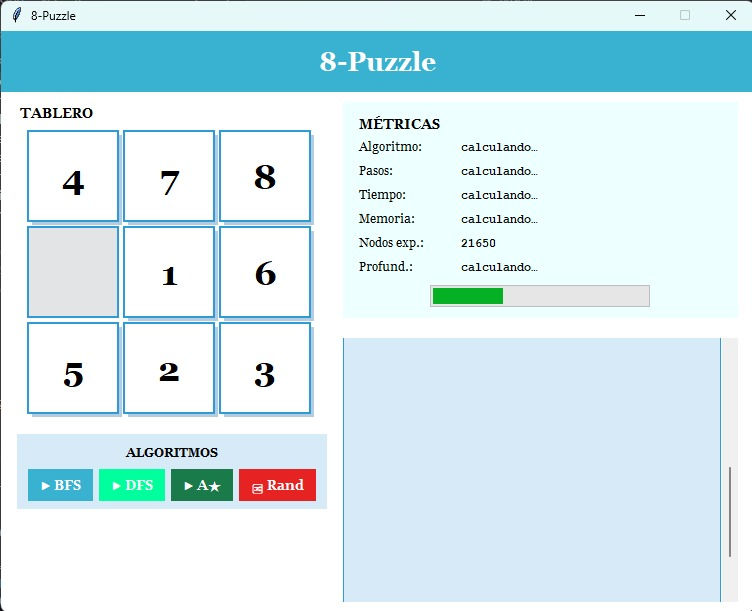 8-Puzzle
8-Puzzle
TABLERO
4 7 8
1 6
5 2 3
ALGORITMOS
▶ BFS ▶ DFS ▶ A★ Rand
MÉTRICAS
Algoritmo: calculando…
Pasos: calculando…
Tiempo: calculando…
Memoria: calculando…
Nodos exp.: 21650
Profund.: calculando…